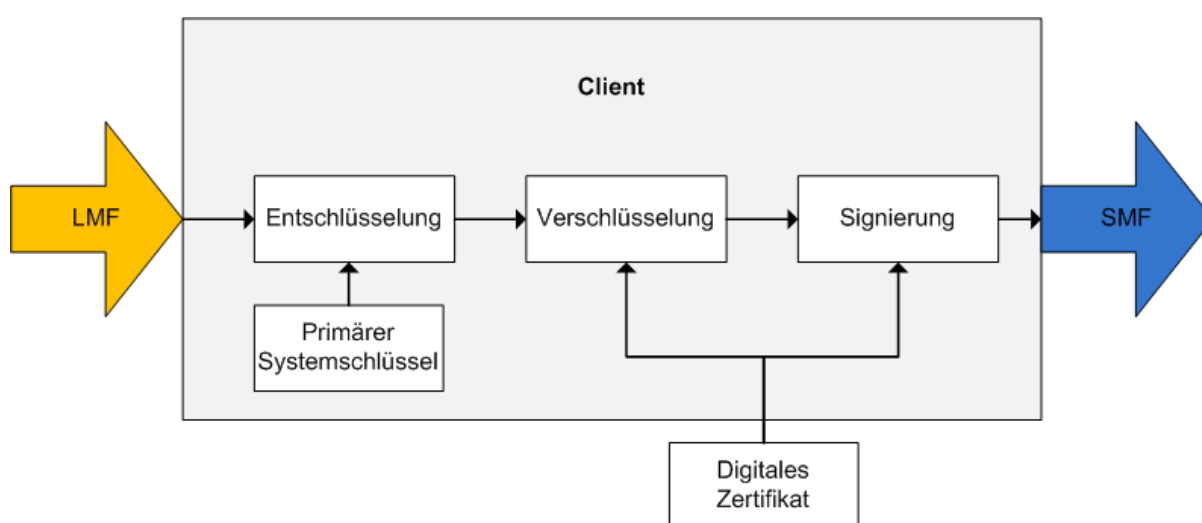 Client
LMF
Entschlüsselung
Verschlüsselung
Signierung
SMF
Primärer
Systemschlüssel
Digitales
Zertifikat